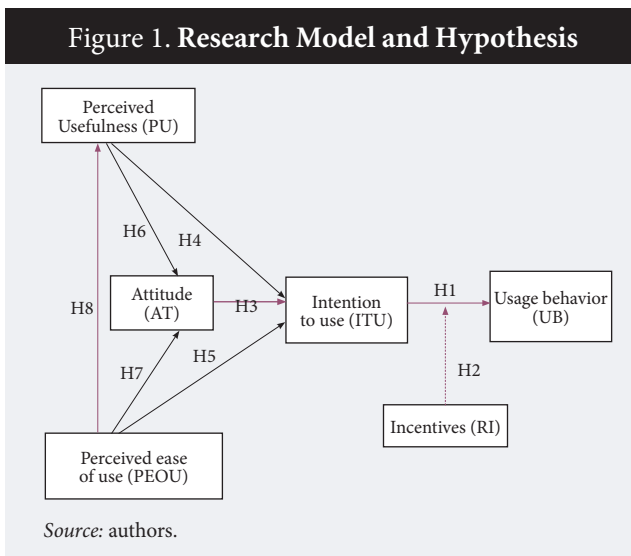 Figure 1. Research Model and Hypothesis
Perceived
Usefulness (PU)
H6
H4
H8
Attitude
(AT)
H3
Intention
to use (ITU)
H1
Usage behavior
(UB)
H7
H5
H2
Incentives (RI)
Perceived ease
of use (PEOU)
Source: authors.